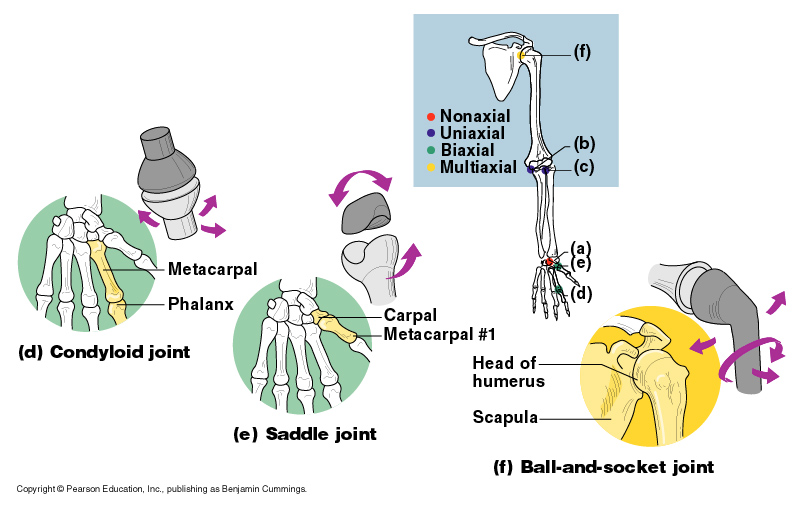 (f)
Nonaxial
Uniaxial
Biaxial
Multiaxial
(b)
(c)
(a)
(e)
(d)
Metacarpal
Phalanx
(d) Condyloid joint
Carpal
Metacarpal #1
(e) Saddle joint
Head of
humerus
Scapula
(f) Ball-and-socket joint
Copyright © Pearson Education, Inc., publishing as Benjamin Cummings.